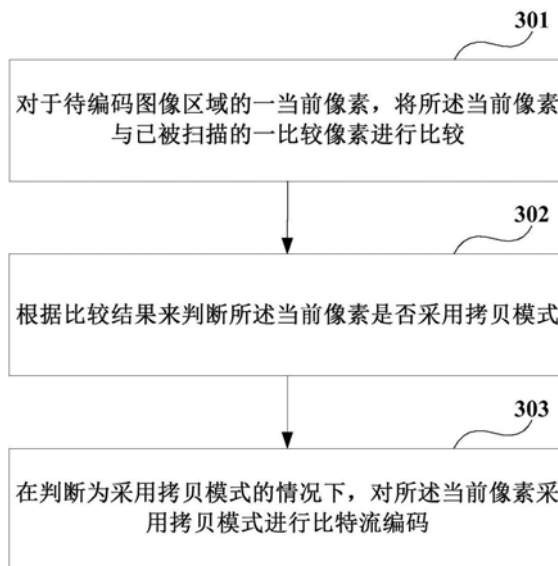 301
对于待编码图像区域的一当前像素，将所述当前像素
与已被扫描的一比较像素进行比较
302
根据比较结果来判断所述当前像素是否采用拷贝模式
303
在判断为采用拷贝模式的情况下，对所述当前像素采
用拷贝模式进行比特流编码